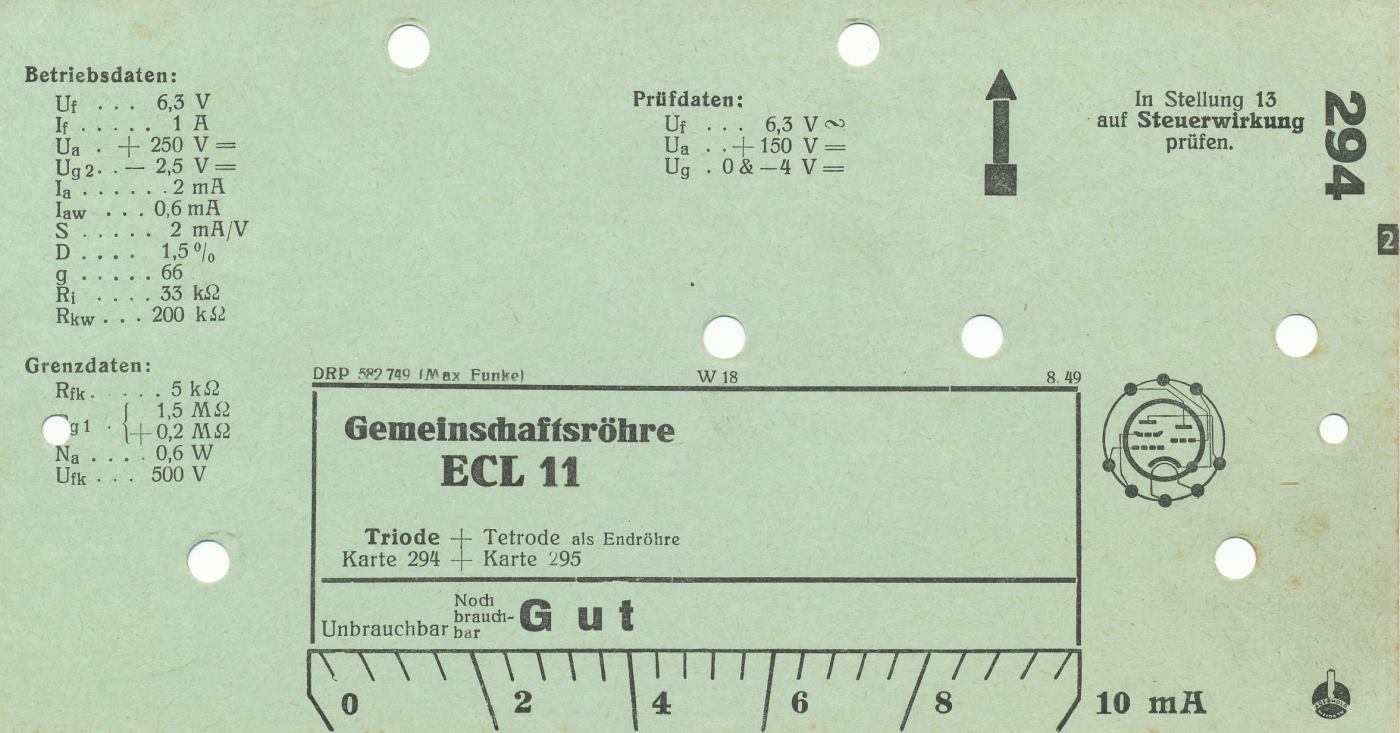 Betriebsdaten:
Uf . . . 6,3 V
If . . . . . 1 A
Ua . + 250 V =
Ug2 . . — 2,5 V =
Ia . . . . . . 2 mA
Iaw . . . 0,6 mA
S . . . . . 2 mA/V
D . . . . 1,5 %
g . . . . . 66
Ri . . . . 33 kΩ
Rkw . . . 200 kΩ
Grenzdaten:
Rfk . . . . . 5 kΩ
1,5 MΩ
g1 . { + 0,2 MΩ
Na . . . . 0,6 W
Ufk . . . 500 V
Prüfdaten:
Uf . . . 6,3 V ∾
Ua . . + 150 V =
Ug . 0 & —4 V =
In Stellung 13
auf Steuerwirkung
prüfen.
294
2
DRP 582749 (Max Funke)
W 18
8. 49
Gemeinschaftsröhre
ECL 11
Triode + Tetrode als Endröhre
Karte 294 + Karte 295
Unbrauchbar
Noch
brauch-
bar
Gut
0 2 4 6 8 10 mA